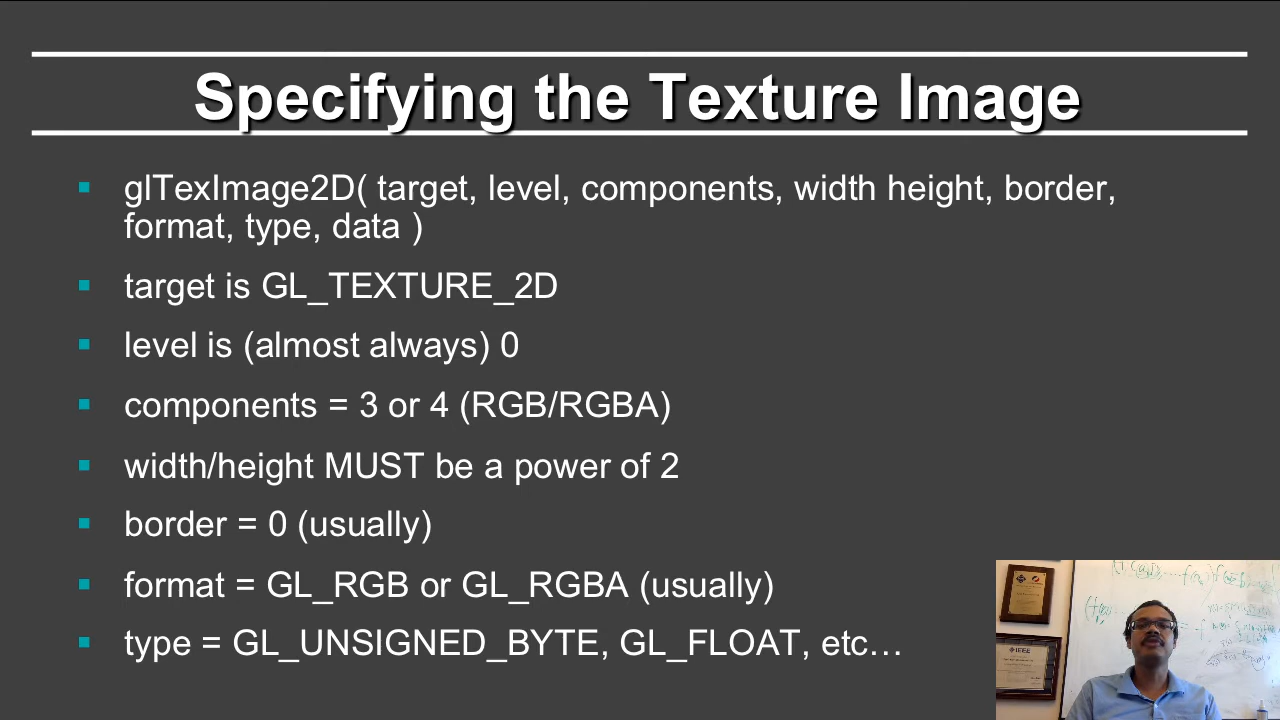 Specifying the Texture Image
glTexImage2D( target, level, components, width height, border,
format, type, data )
target is GL_TEXTURE_2D
level is (almost always) 0
components = 3 or 4 (RGB/RGBA)
width/height MUST be a power of 2
border = 0 (usually)
format = GL_RGB or GL_RGBA (usually)
type = GL_UNSIGNED_BYTE, GL_FLOAT, etc…
IEEE